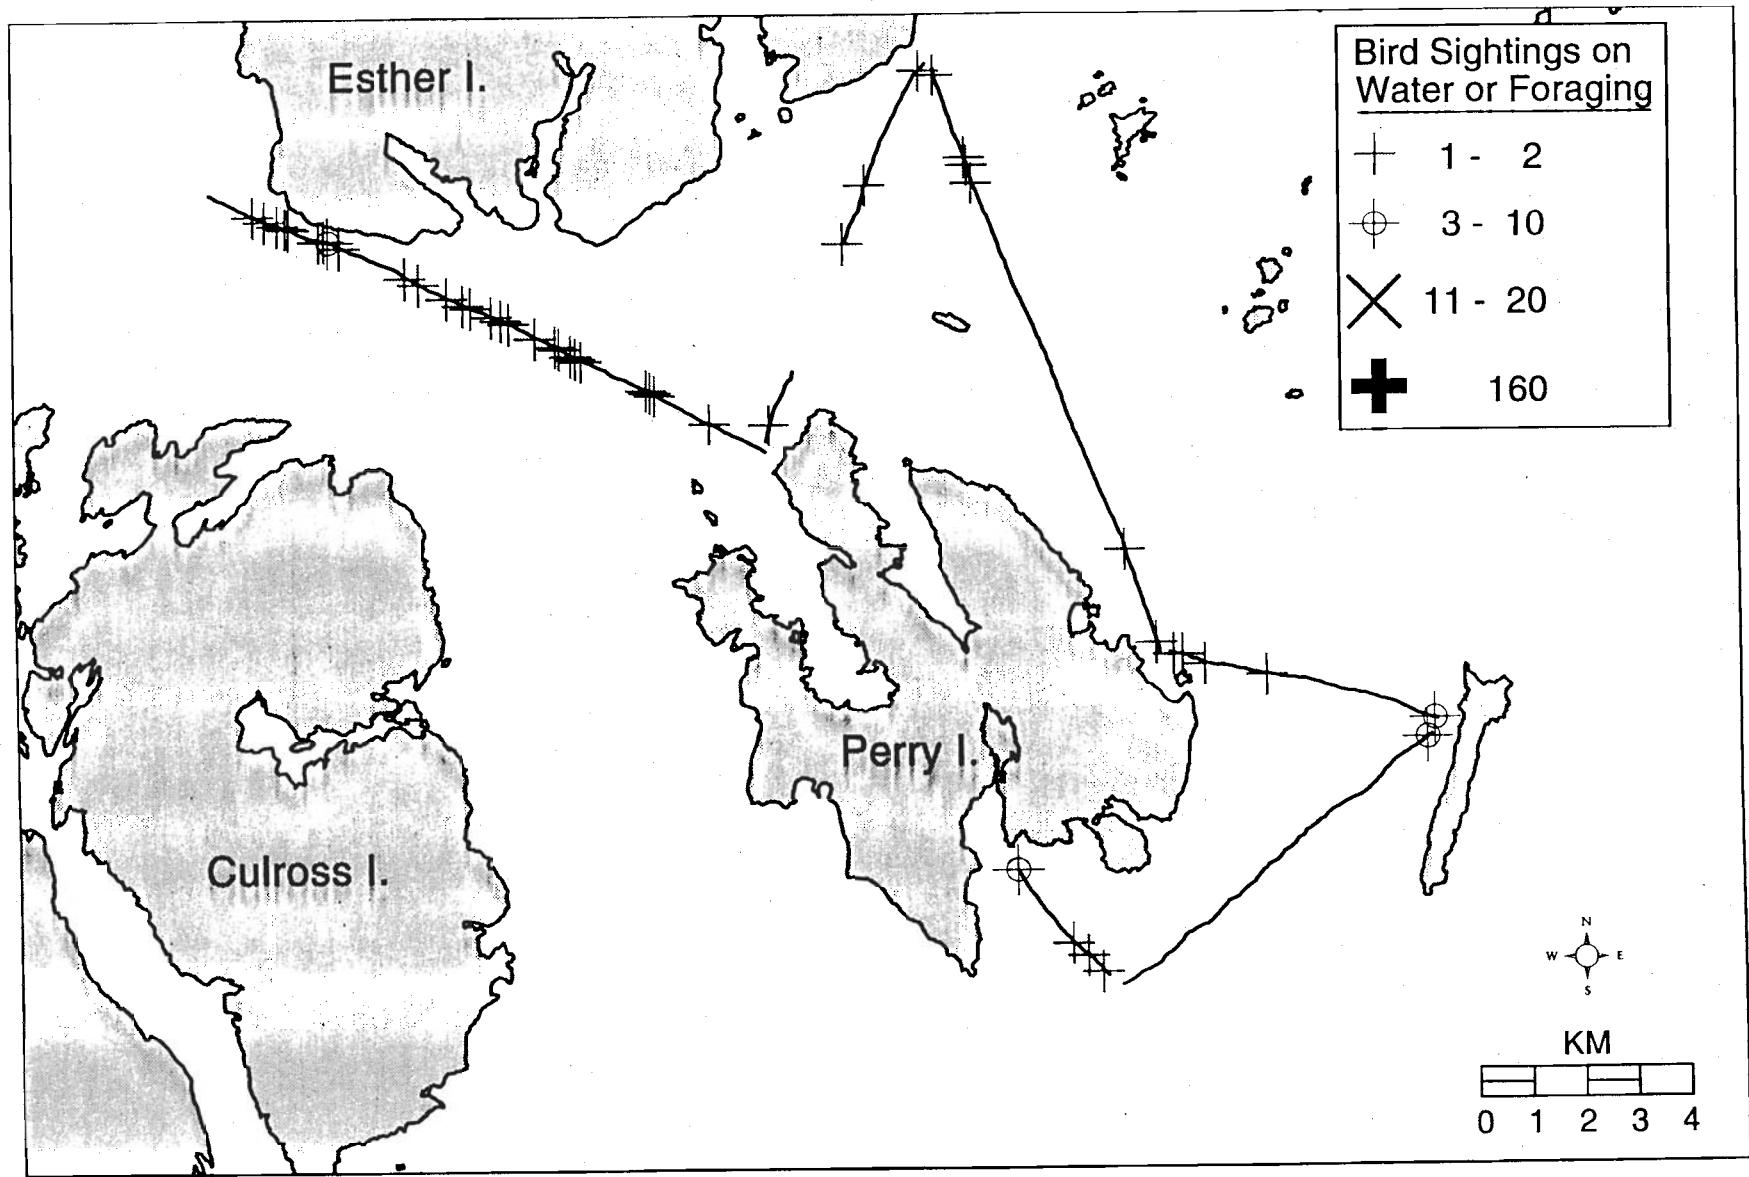 Esther I.
Bird Sightings on
Water or Foraging
1 - 2
3 - 10
11 - 20
160
Perry I.
Culross I.
N
W E
S
KM
0 1 2 3 4